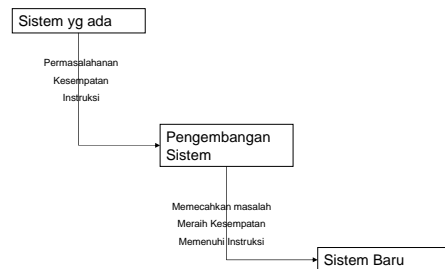 Sistem yg ada
Permasalahanan
Kesempatan
Instruksi
Pengembangan
Sistem
Memecahkan masalah
Meraih Kesempatan
Memenuhi Instruksi
Sistem Baru